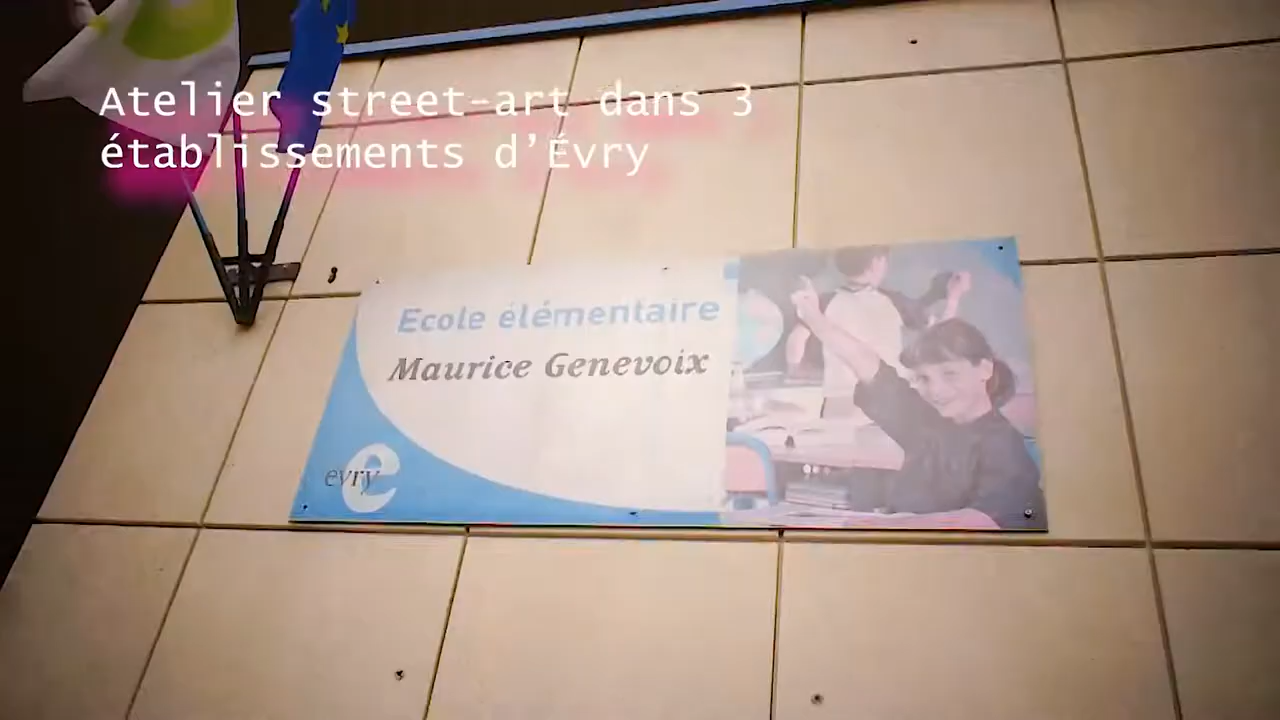 Atelier street-art dans 3
établissements d’Évry
Ecole élémentaire
Maurice Genevoix
evry